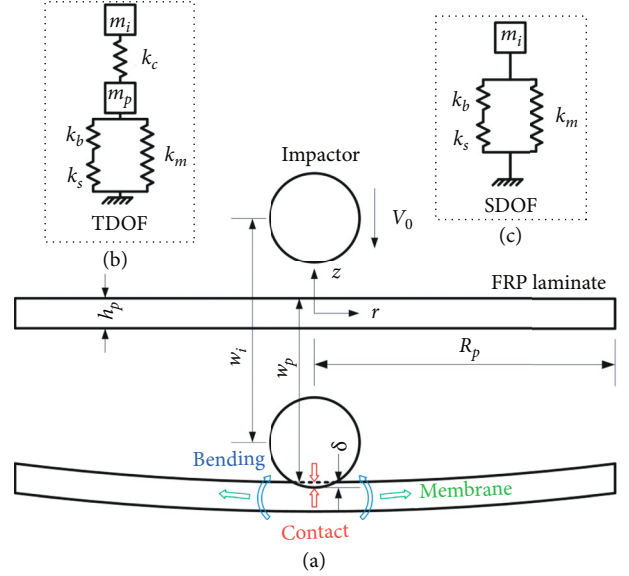 m_i
k_c
m_p
k_b
k_s
k_m
TDOF
(b)
m_i
k_b
k_s
k_m
SDOF
(c)
Impactor
V_0
z
FRP laminate
h_p
r
w_i
w_p
R_p
δ
Bending
Membrane
Contact
(a)